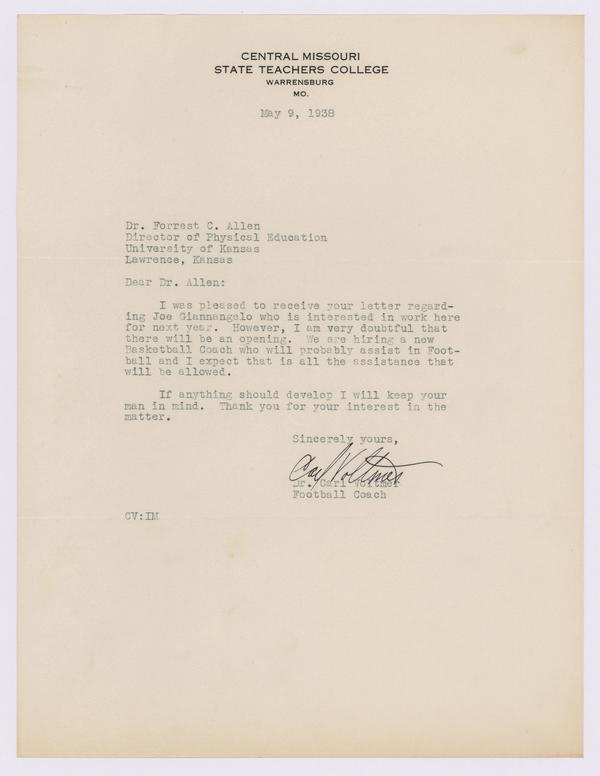 CENTRAL MISSOURI
STATE TEACHERS COLLEGE
WARRENSBURG
MO.
May 9, 1938
Dr. Forrest C. Allen
Director of Physical Education
University of Kansas
Lawrence, Kansas
Dear Dr. Allen:
I was pleased to receive your letter regard-
ing Joe Giannangelo who is interested in work here
for next year. However, I am very doubtful that
there will be an opening. We are hiring a new
Basketball Coach who will probably assist in Foot-
ball and I expect that is all the assistance that
will be allowed.
If anything should develop I will keep your
man in mind. Thank you for your interest in the
matter.
Sincerely yours,
Carl Voltmer
Dr. Carl Voltmer
Football Coach
CV:IM